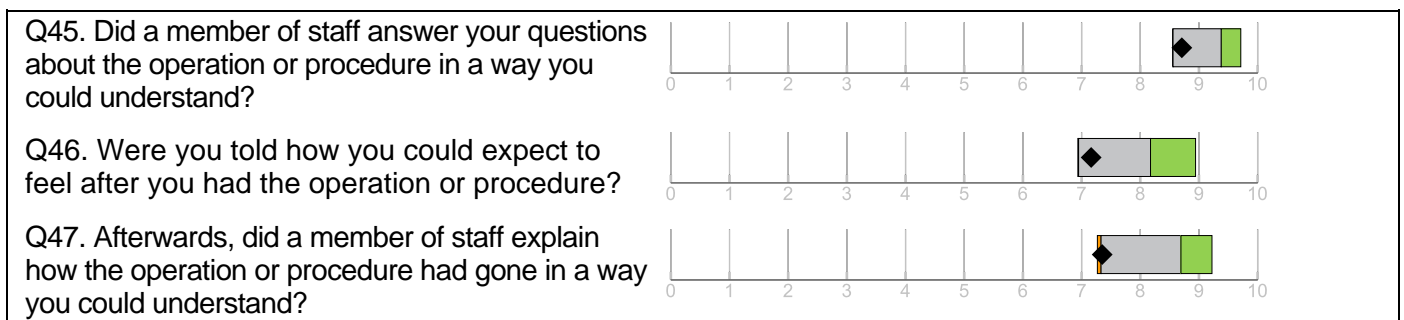 Q45. Did a member of staff answer your questions
about the operation or procedure in a way you
could understand?
0 1 2 3 4 5 6 7 8 9 10
Q46. Were you told how you could expect to
feel after you had the operation or procedure?
0 1 2 3 4 5 6 7 8 9 10
Q47. Afterwards, did a member of staff explain
how the operation or procedure had gone in a way
you could understand?
0 1 2 3 4 5 6 7 8 9 10